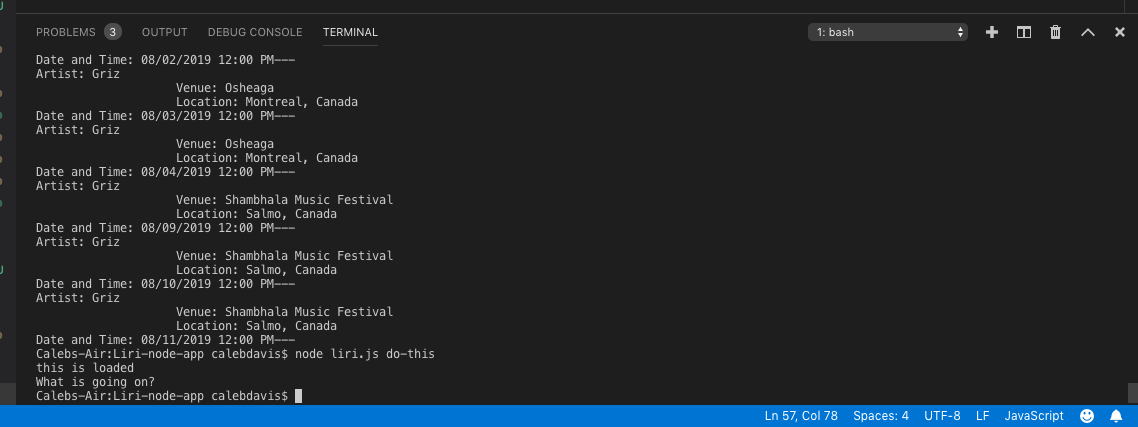 PROBLEMS 3 OUTPUT DEBUG CONSOLE TERMINAL 1: bash
Date and Time: 08/02/2019 12:00 PM---
Artist: Griz
Venue: Osheaga
Location: Montreal, Canada
Date and Time: 08/03/2019 12:00 PM---
Artist: Griz
Venue: Osheaga
Location: Montreal, Canada
Date and Time: 08/04/2019 12:00 PM---
Artist: Griz
Venue: Shambhala Music Festival
Location: Salmo, Canada
Date and Time: 08/09/2019 12:00 PM---
Artist: Griz
Venue: Shambhala Music Festival
Location: Salmo, Canada
Date and Time: 08/10/2019 12:00 PM---
Artist: Griz
Venue: Shambhala Music Festival
Location: Salmo, Canada
Date and Time: 08/11/2019 12:00 PM---
Calebs-Air:Liri-node-app calebdavis$ node liri.js do-this
this is loaded
What is going on?
Calebs-Air:Liri-node-app calebdavis$
Ln 57, Col 78 Spaces: 4 UTF-8 LF JavaScript